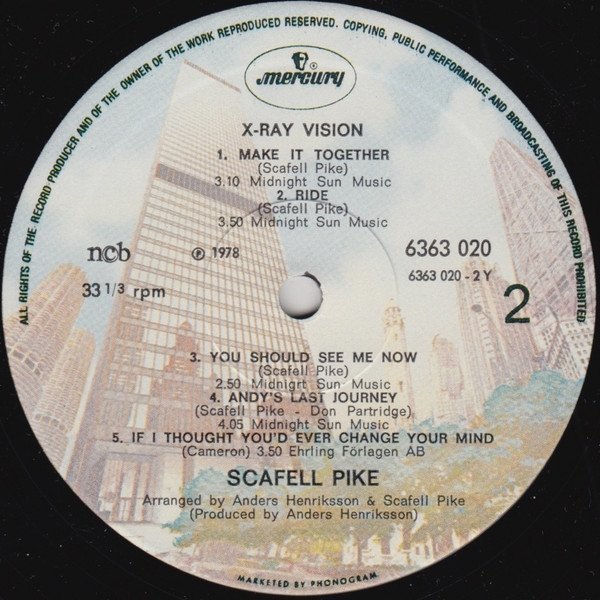 ALL RIGHTS OF THE RECORD PRODUCER AND OF THE OWNER OF THE WORK REPRODUCED RESERVED. COPYING, PUBLIC PERFORMANCE AND BROADCASTING OF THIS RECORD PROHIBITED
mercury ®
X-RAY VISION
1. MAKE IT TOGETHER
(Scafell Pike)
3.10 Midnight Sun Music
2. RIDE
(Scafell Pike)
3.50 Midnight Sun Music
ncb ℗ 1978 6363 020
33 1/3 rpm 6363 020 - 2 Y
2
3. YOU SHOULD SEE ME NOW
(Scafell Pike)
2.50 Midnigrt Sun Music
4. ANDY'S LAST JOURNEY
(Scafell Pike - Don Partridge)
4.05 Midnight Sun Music
5. IF I THOUGHT YOU'D EVER CHANGE YOUR MIND
(Cameron) 3.50 Ehrling Förlagen AB
SCAFELL PIKE
Arranged by Anders Henriksson & Scafell Pike
(Produced by Anders Henriksson)
MARKETED BY PHONOGRAM